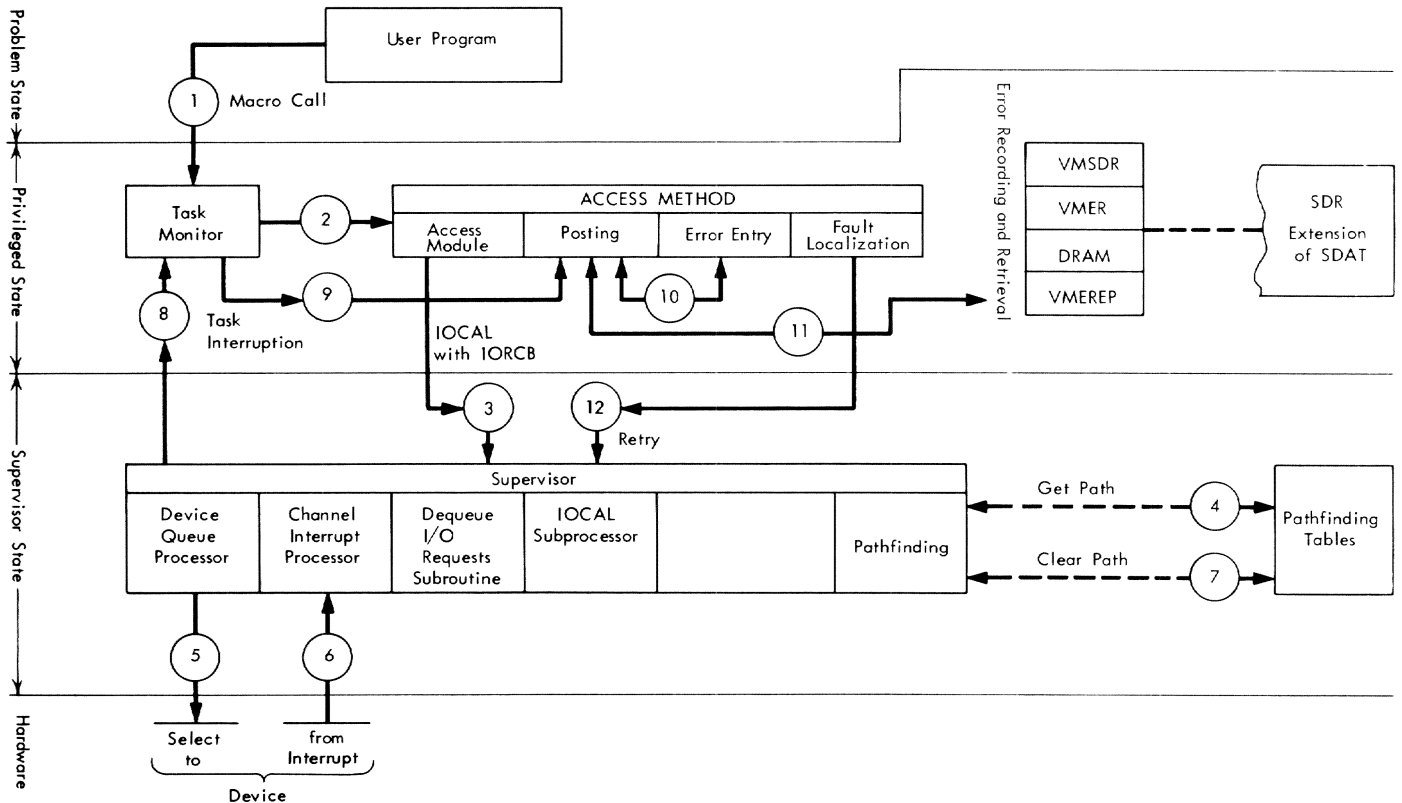 Problem State
User Program
1
Macro Call
Privileged State
Task
Monitor
2
ACCESS METHOD
Access
Module
Posting
Error Entry
Fault
Localization
Error Recording and Retrieval
VMSDR
VMER
DRAM
VMEREP
SDR
Extension
of SDAT
8
Task
Interruption
9
10
11
IOCAL
with IORCB
Supervisor State
3
12
Retry
Supervisor
Device
Queue
Processor
Channel
Interrupt
Processor
Dequeue
I/O
Requests
Subroutine
IOCAL
Subprocessor
Pathfinding
Get Path
4
Clear Path
7
Pathfinding
Tables
5
6
Hardware
Select
to
from
Interrupt
Device